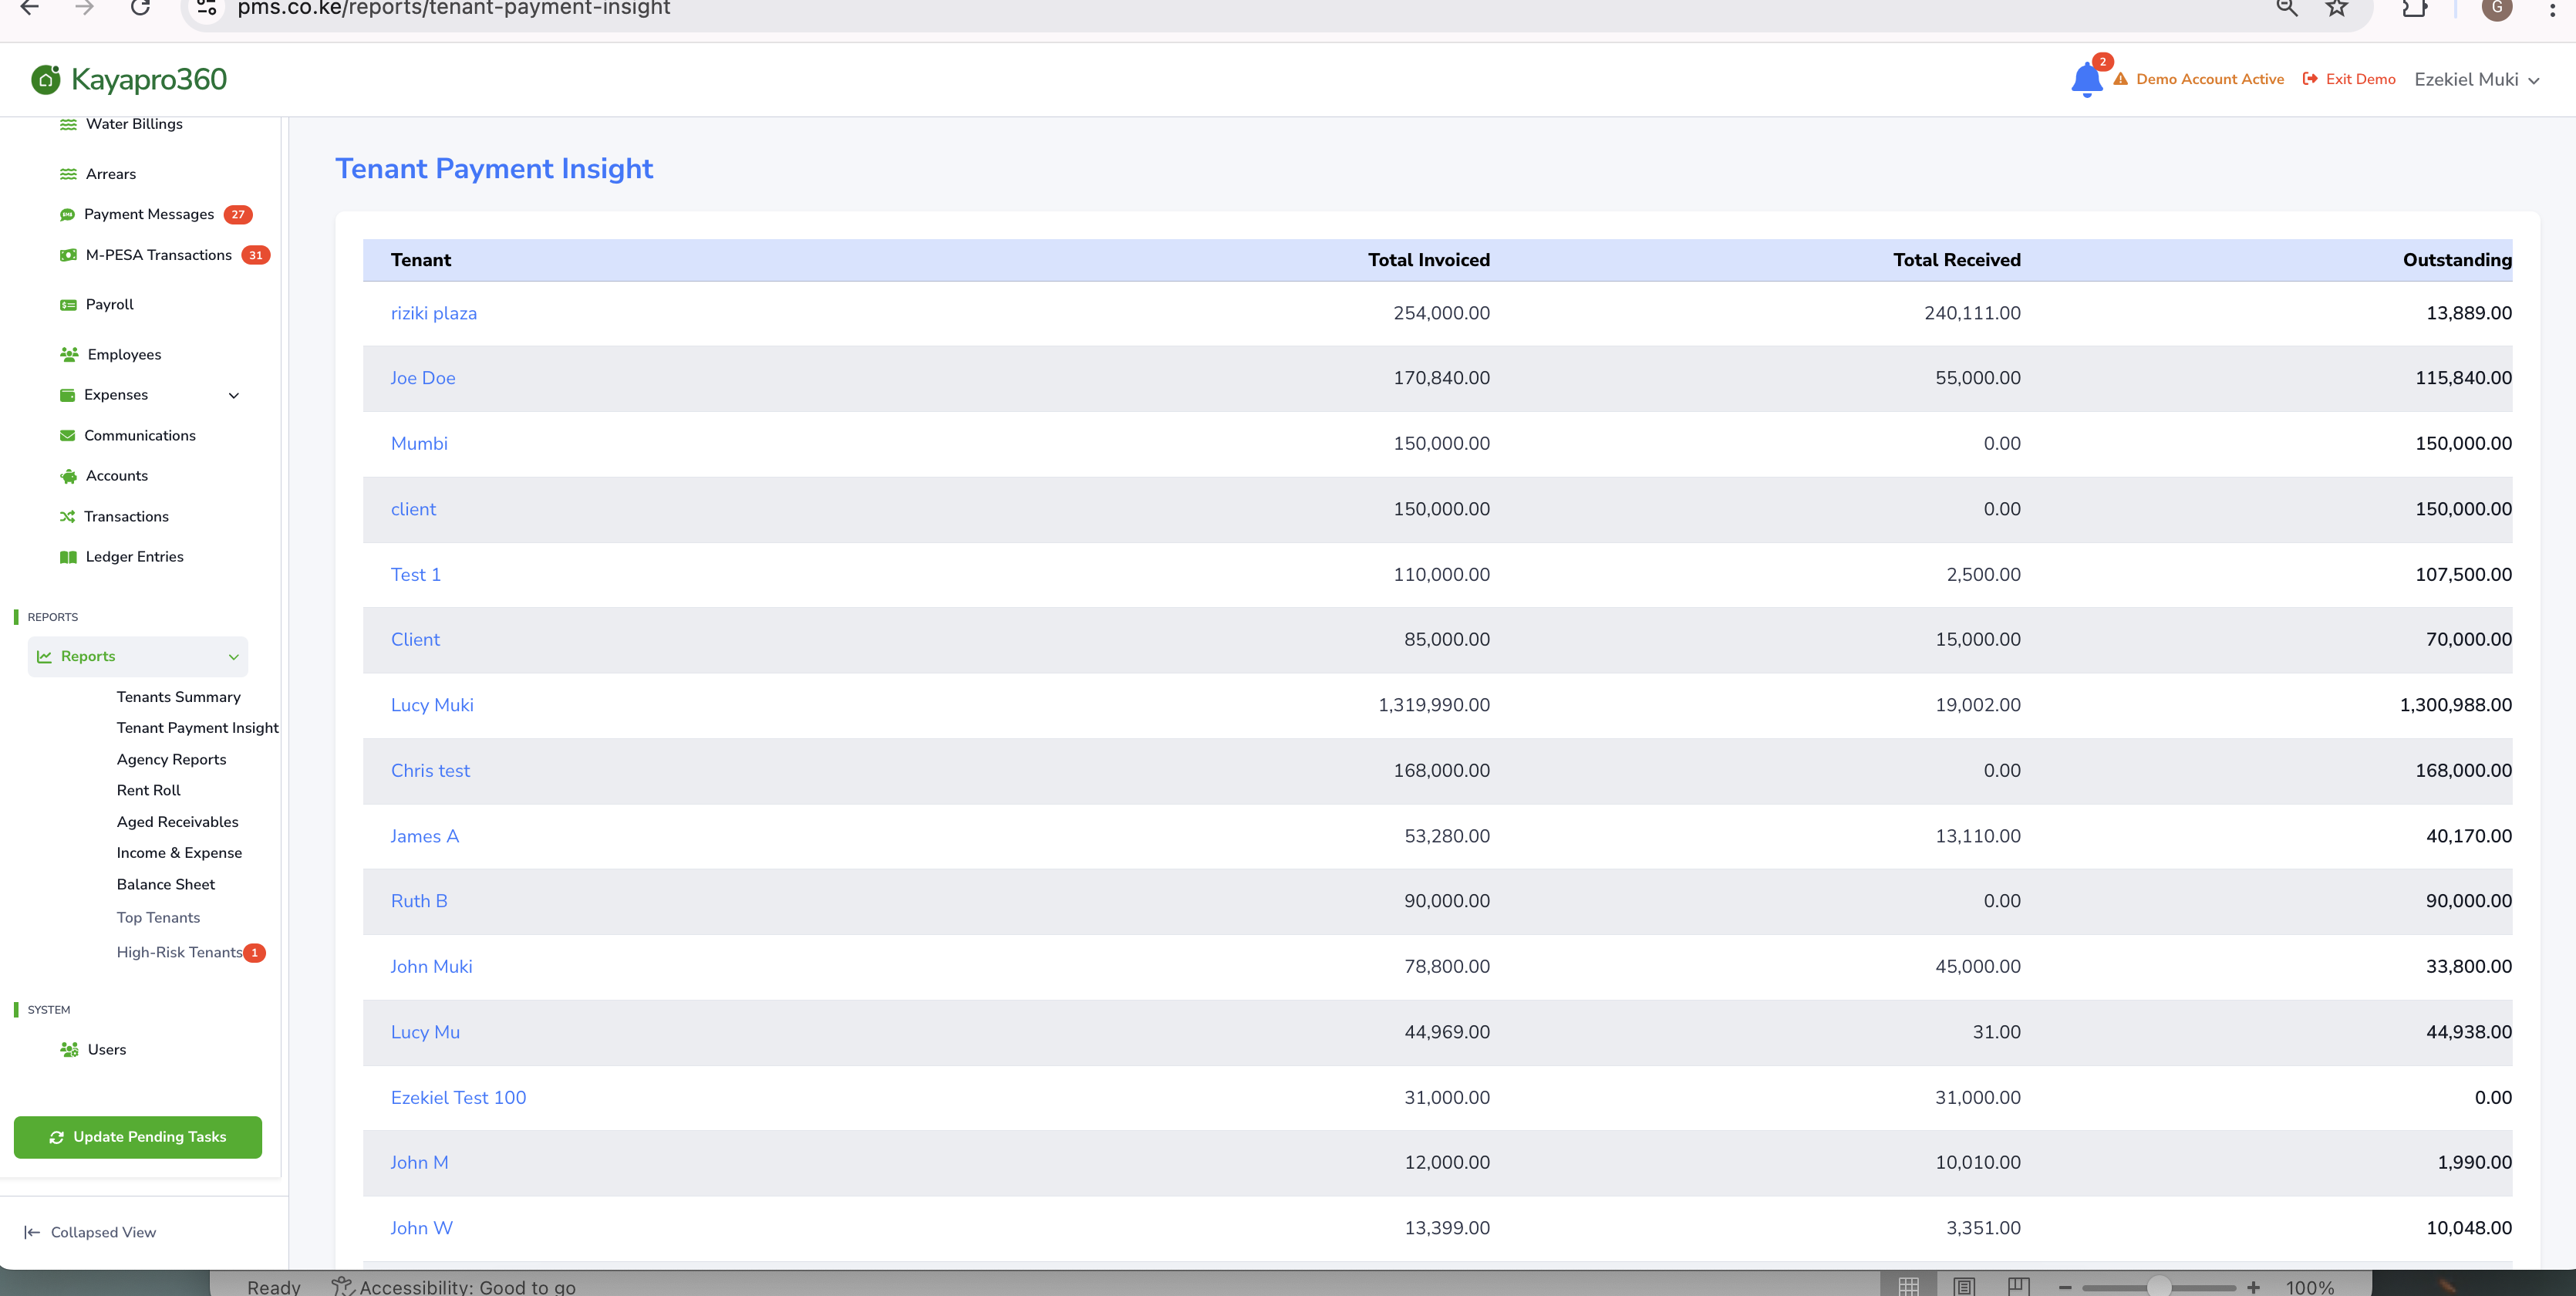 pms.co.ke/reports/tenant-payment-insight
G
Kayapro360
2
Demo Account Active
Exit Demo
Ezekiel Muki
Water Billings
Arrears
Payment Messages 27
M-PESA Transactions 31
Payroll
Employees
Expenses
Communications
Accounts
Transactions
Ledger Entries
REPORTS
Reports
Tenants Summary
Tenant Payment Insight
Agency Reports
Rent Roll
Aged Receivables
Income & Expense
Balance Sheet
Top Tenants
High-Risk Tenants 1
SYSTEM
Users
Update Pending Tasks
Collapsed View
Tenant Payment Insight
Tenant Total Invoiced Total Received Outstanding
riziki plaza 254,000.00 240,111.00 13,889.00
Joe Doe 170,840.00 55,000.00 115,840.00
Mumbi 150,000.00 0.00 150,000.00
client 150,000.00 0.00 150,000.00
Test 1 110,000.00 2,500.00 107,500.00
Client 85,000.00 15,000.00 70,000.00
Lucy Muki 1,319,990.00 19,002.00 1,300,988.00
Chris test 168,000.00 0.00 168,000.00
James A 53,280.00 13,110.00 40,170.00
Ruth B 90,000.00 0.00 90,000.00
John Muki 78,800.00 45,000.00 33,800.00
Lucy Mu 44,969.00 31.00 44,938.00
Ezekiel Test 100 31,000.00 31,000.00 0.00
John M 12,000.00 10,010.00 1,990.00
John W 13,399.00 3,351.00 10,048.00
Ready
Accessibility: Good to go
100%